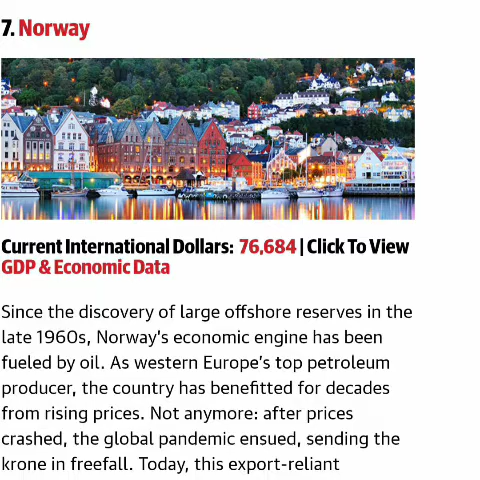 7. Norway
Current International Dollars: 76,684 | Click To View
GDP & Economic Data
Since the discovery of large offshore reserves in the
late 1960s, Norway’s economic engine has been
fueled by oil. As western Europe’s top petroleum
producer, the country has benefitted for decades
from rising prices. Not anymore: after prices
crashed, the global pandemic ensued, sending the
krone in freefall. Today, this export-reliant